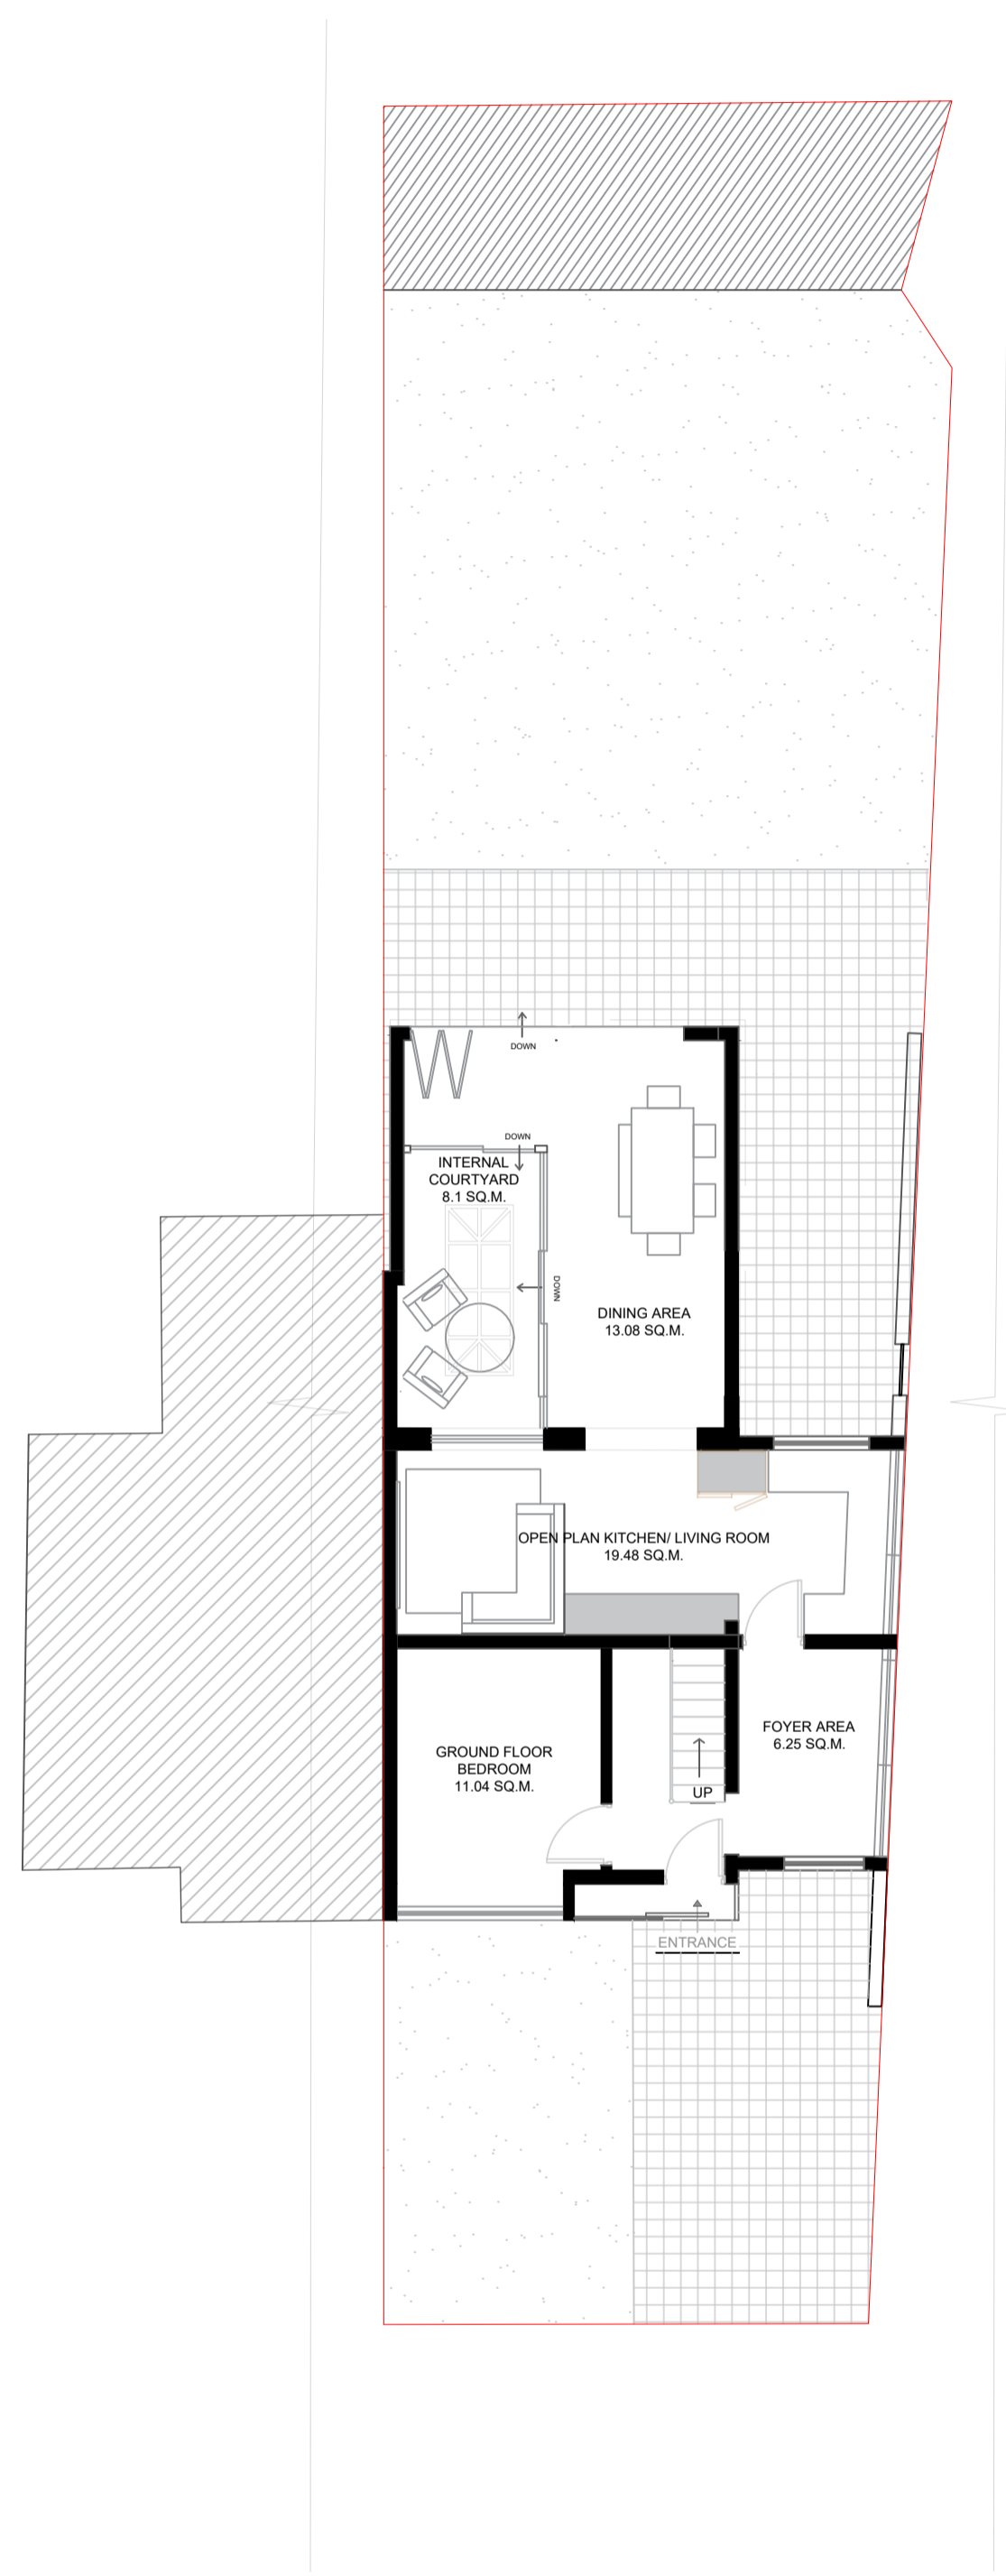 DOWN
DOWN
INTERNAL
COURTYARD
8.1 SQ.M.
DOWN
DINING AREA
13.08 SQ.M.
OPEN PLAN KITCHEN/ LIVING ROOM
19.48 SQ.M.
FOYER AREA
6.25 SQ.M.
GROUND FLOOR
BEDROOM
11.04 SQ.M.
UP
ENTRANCE